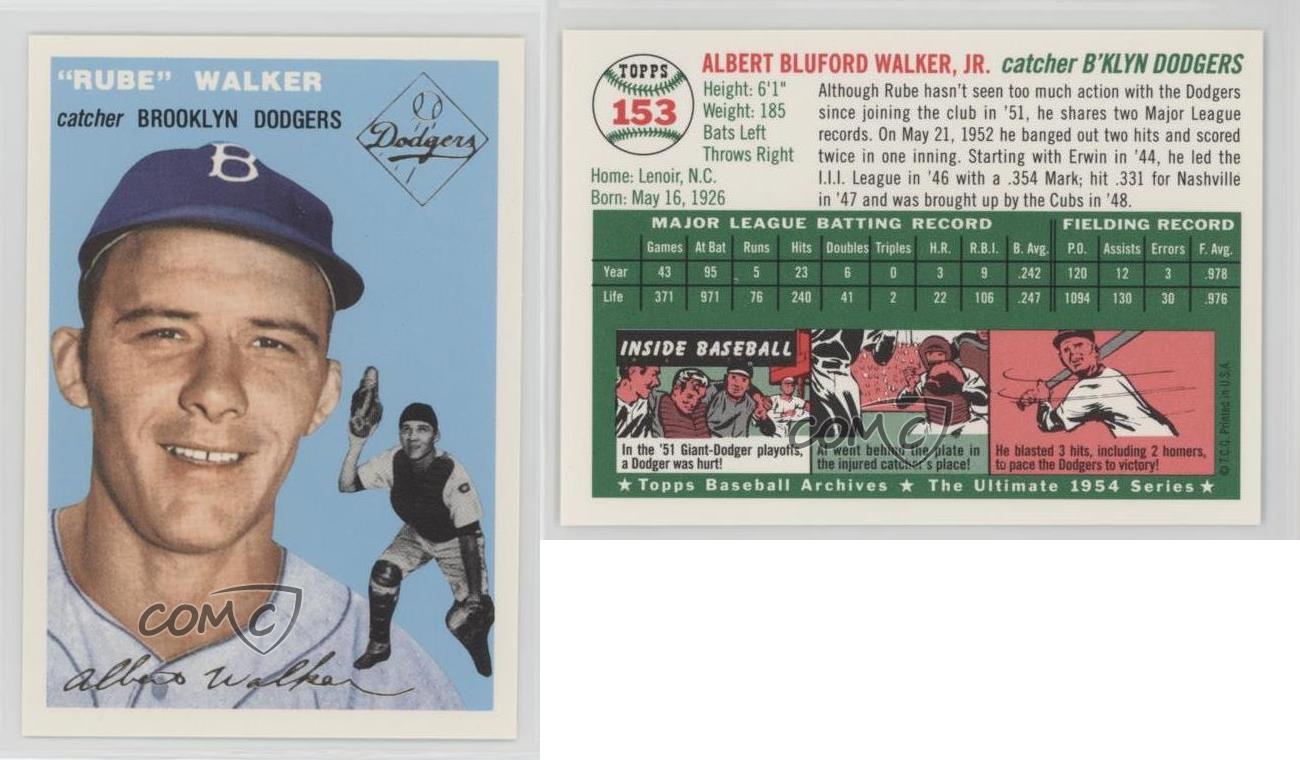 "RUBE" WALKER
catcher BROOKLYN DODGERS
Dodgers
B
COMC
Albert Walker
TOPPS
153
ALBERT BLUFORD WALKER, JR. catcher B'KLYN DODGERS
Height: 6'1"
Weight: 185
Bats Left
Throws Right
Home: Lenoir, N.C.
Born: May 16, 1926
Although Rube hasn't seen too much action with the Dodgers
since joining the club in '51, he shares two Major League
records. On May 21, 1952 he banged out two hits and scored
twice in one inning. Starting with Erwin in '44, he led the
I.I.I. League in '46 with a .354 Mark; hit .331 for Nashville
in '47 and was brought up by the Cubs in '48.
MAJOR LEAGUE BATTING RECORD FIELDING RECORD
Games At Bat Runs Hits Doubles Triples H.R. R.B.I. B. Avg. P.O. Assists Errors F. Avg.
Year 43 95 5 23 6 0 3 9 .242 120 12 3 .978
Life 371 971 76 240 41 2 22 106 .247 1094 130 30 .976
INSIDE BASEBALL
In the '51 Giant-Dodger playoffs,
a Dodger was hurt!
Al went behind the plate in
the injured catcher's place!
He blasted 3 hits, including 2 homers,
to pace the Dodgers to victory!
COMC
© T.C.G. Printed in U.S.A.
★ Topps Baseball Archives ★ The Ultimate 1954 Series ★